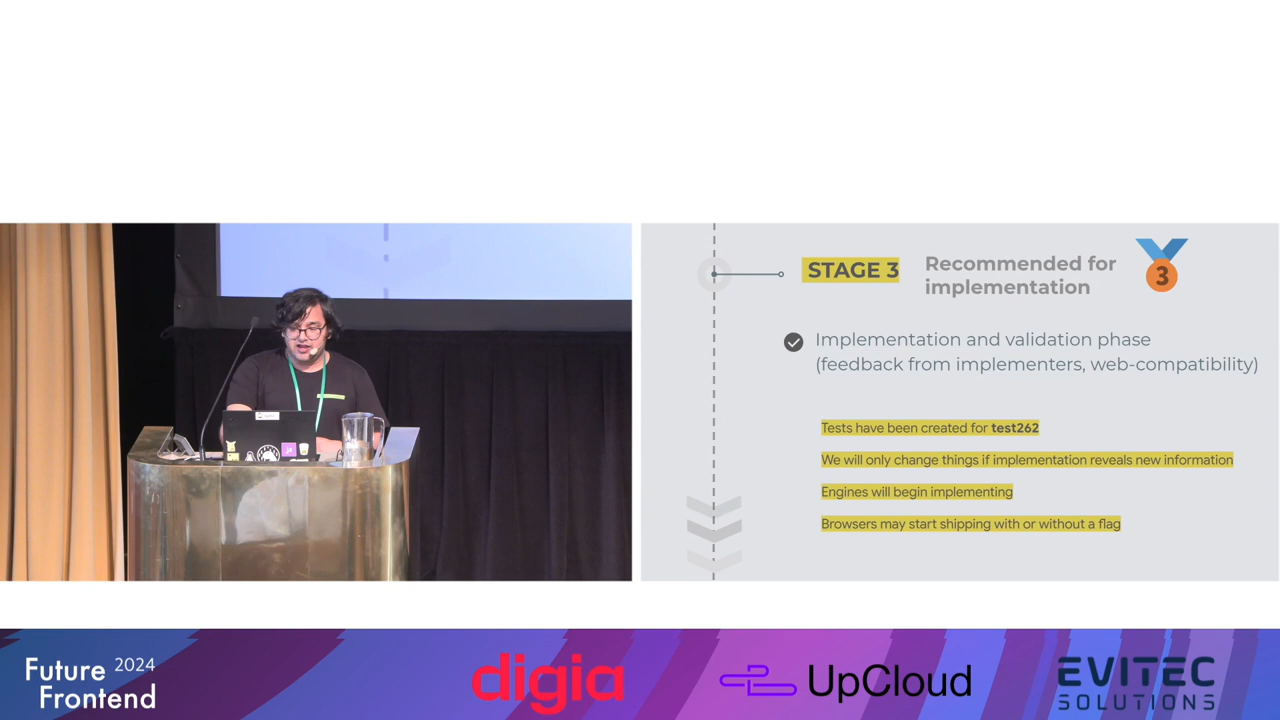 STAGE 3
Recommended for
implementation
3
Implementation and validation phase
(feedback from implementers, web-compatibility)
Tests have been created for test262
We will only change things if implementation reveals new information
Engines will begin implementing
Browsers may start shipping with or without a flag
Future 2024
Frontend
digia
UpCloud
EVITEC
SOLUTIONS